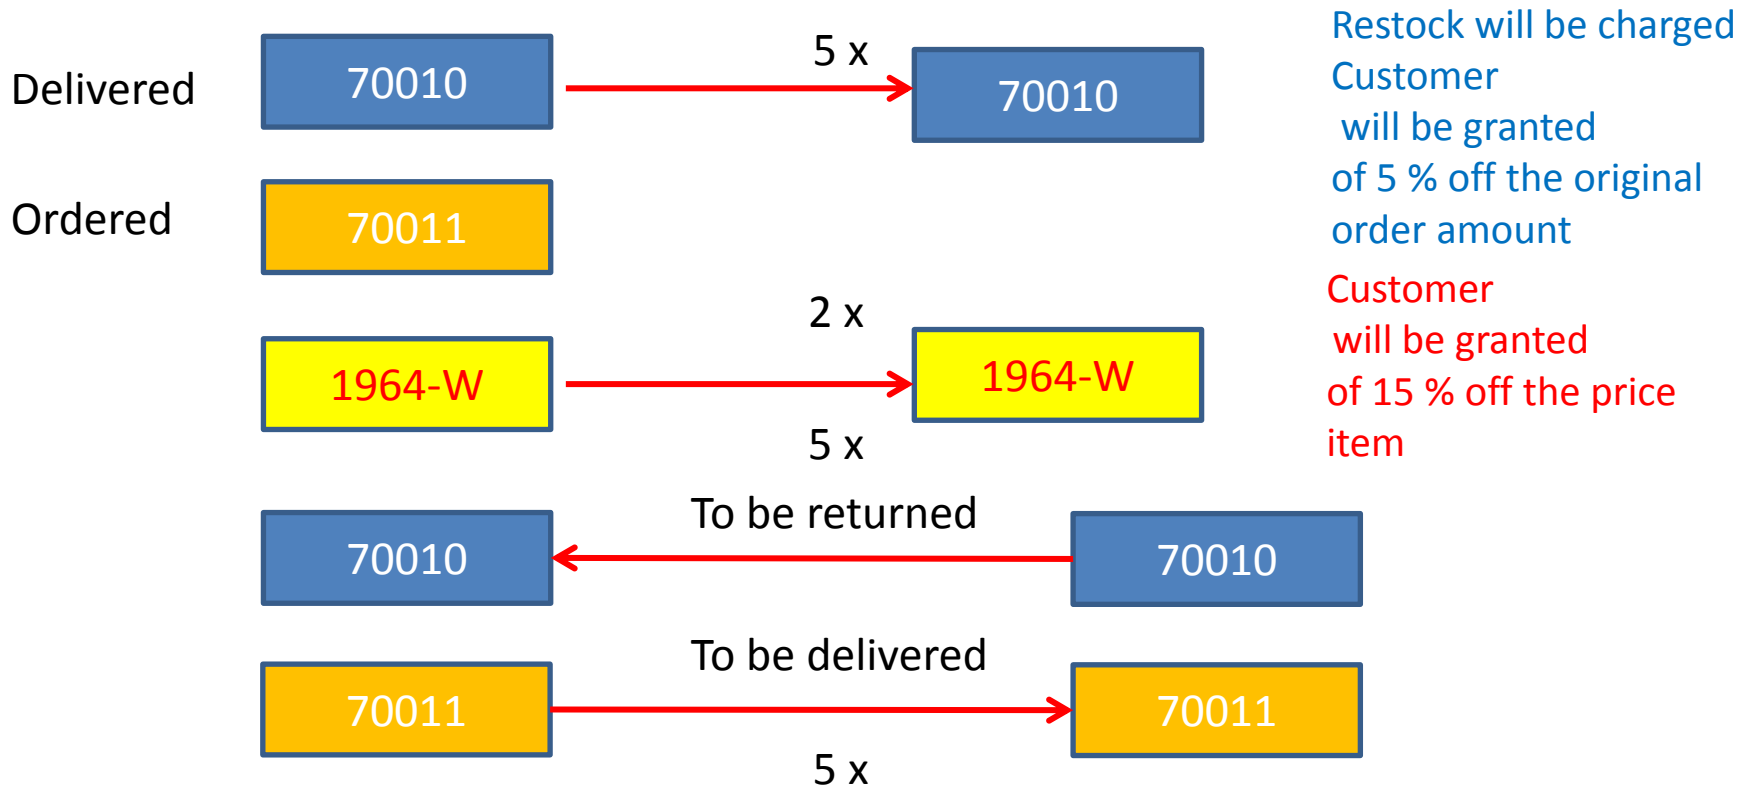 Delivered
70010
5 x
70010
Restock will be charged
Customer
will be granted
of 5 % off the original
order amount
Ordered
70011
Customer
will be granted
of 15 % off the price
item
2 x
1964-W
1964-W
5 x
To be returned
70010
70010
To be delivered
70011
70011
5 x